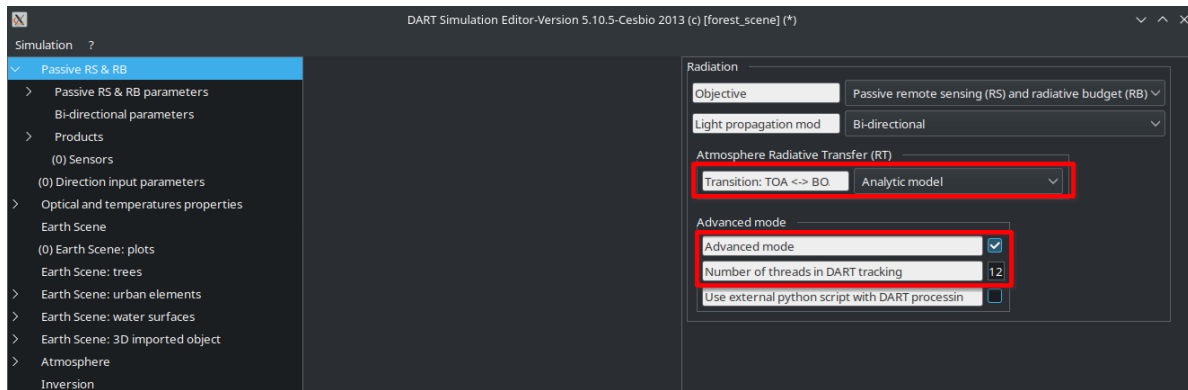 DART Simulation Editor-Version 5.10.5-Cesbio 2013 (c) [forest_scene] (*)
Simulation ?
Passive RS & RB
Passive RS & RB parameters
Bi-directional parameters
Products
(0) Sensors
(0) Direction input parameters
Optical and temperatures properties
Earth Scene
(0) Earth Scene: plots
Earth Scene: trees
Earth Scene: urban elements
Earth Scene: water surfaces
Earth Scene: 3D imported object
Atmosphere
Inversion
Radiation
Objective Passive remote sensing (RS) and radiative budget (RB)
Light propagation mod Bi-directional
Atmosphere Radiative Transfer (RT)
Transition: TOA <-> BO. Analytic model
Advanced mode
Advanced mode
Number of threads in DART tracking 12
Use external python script with DART processin